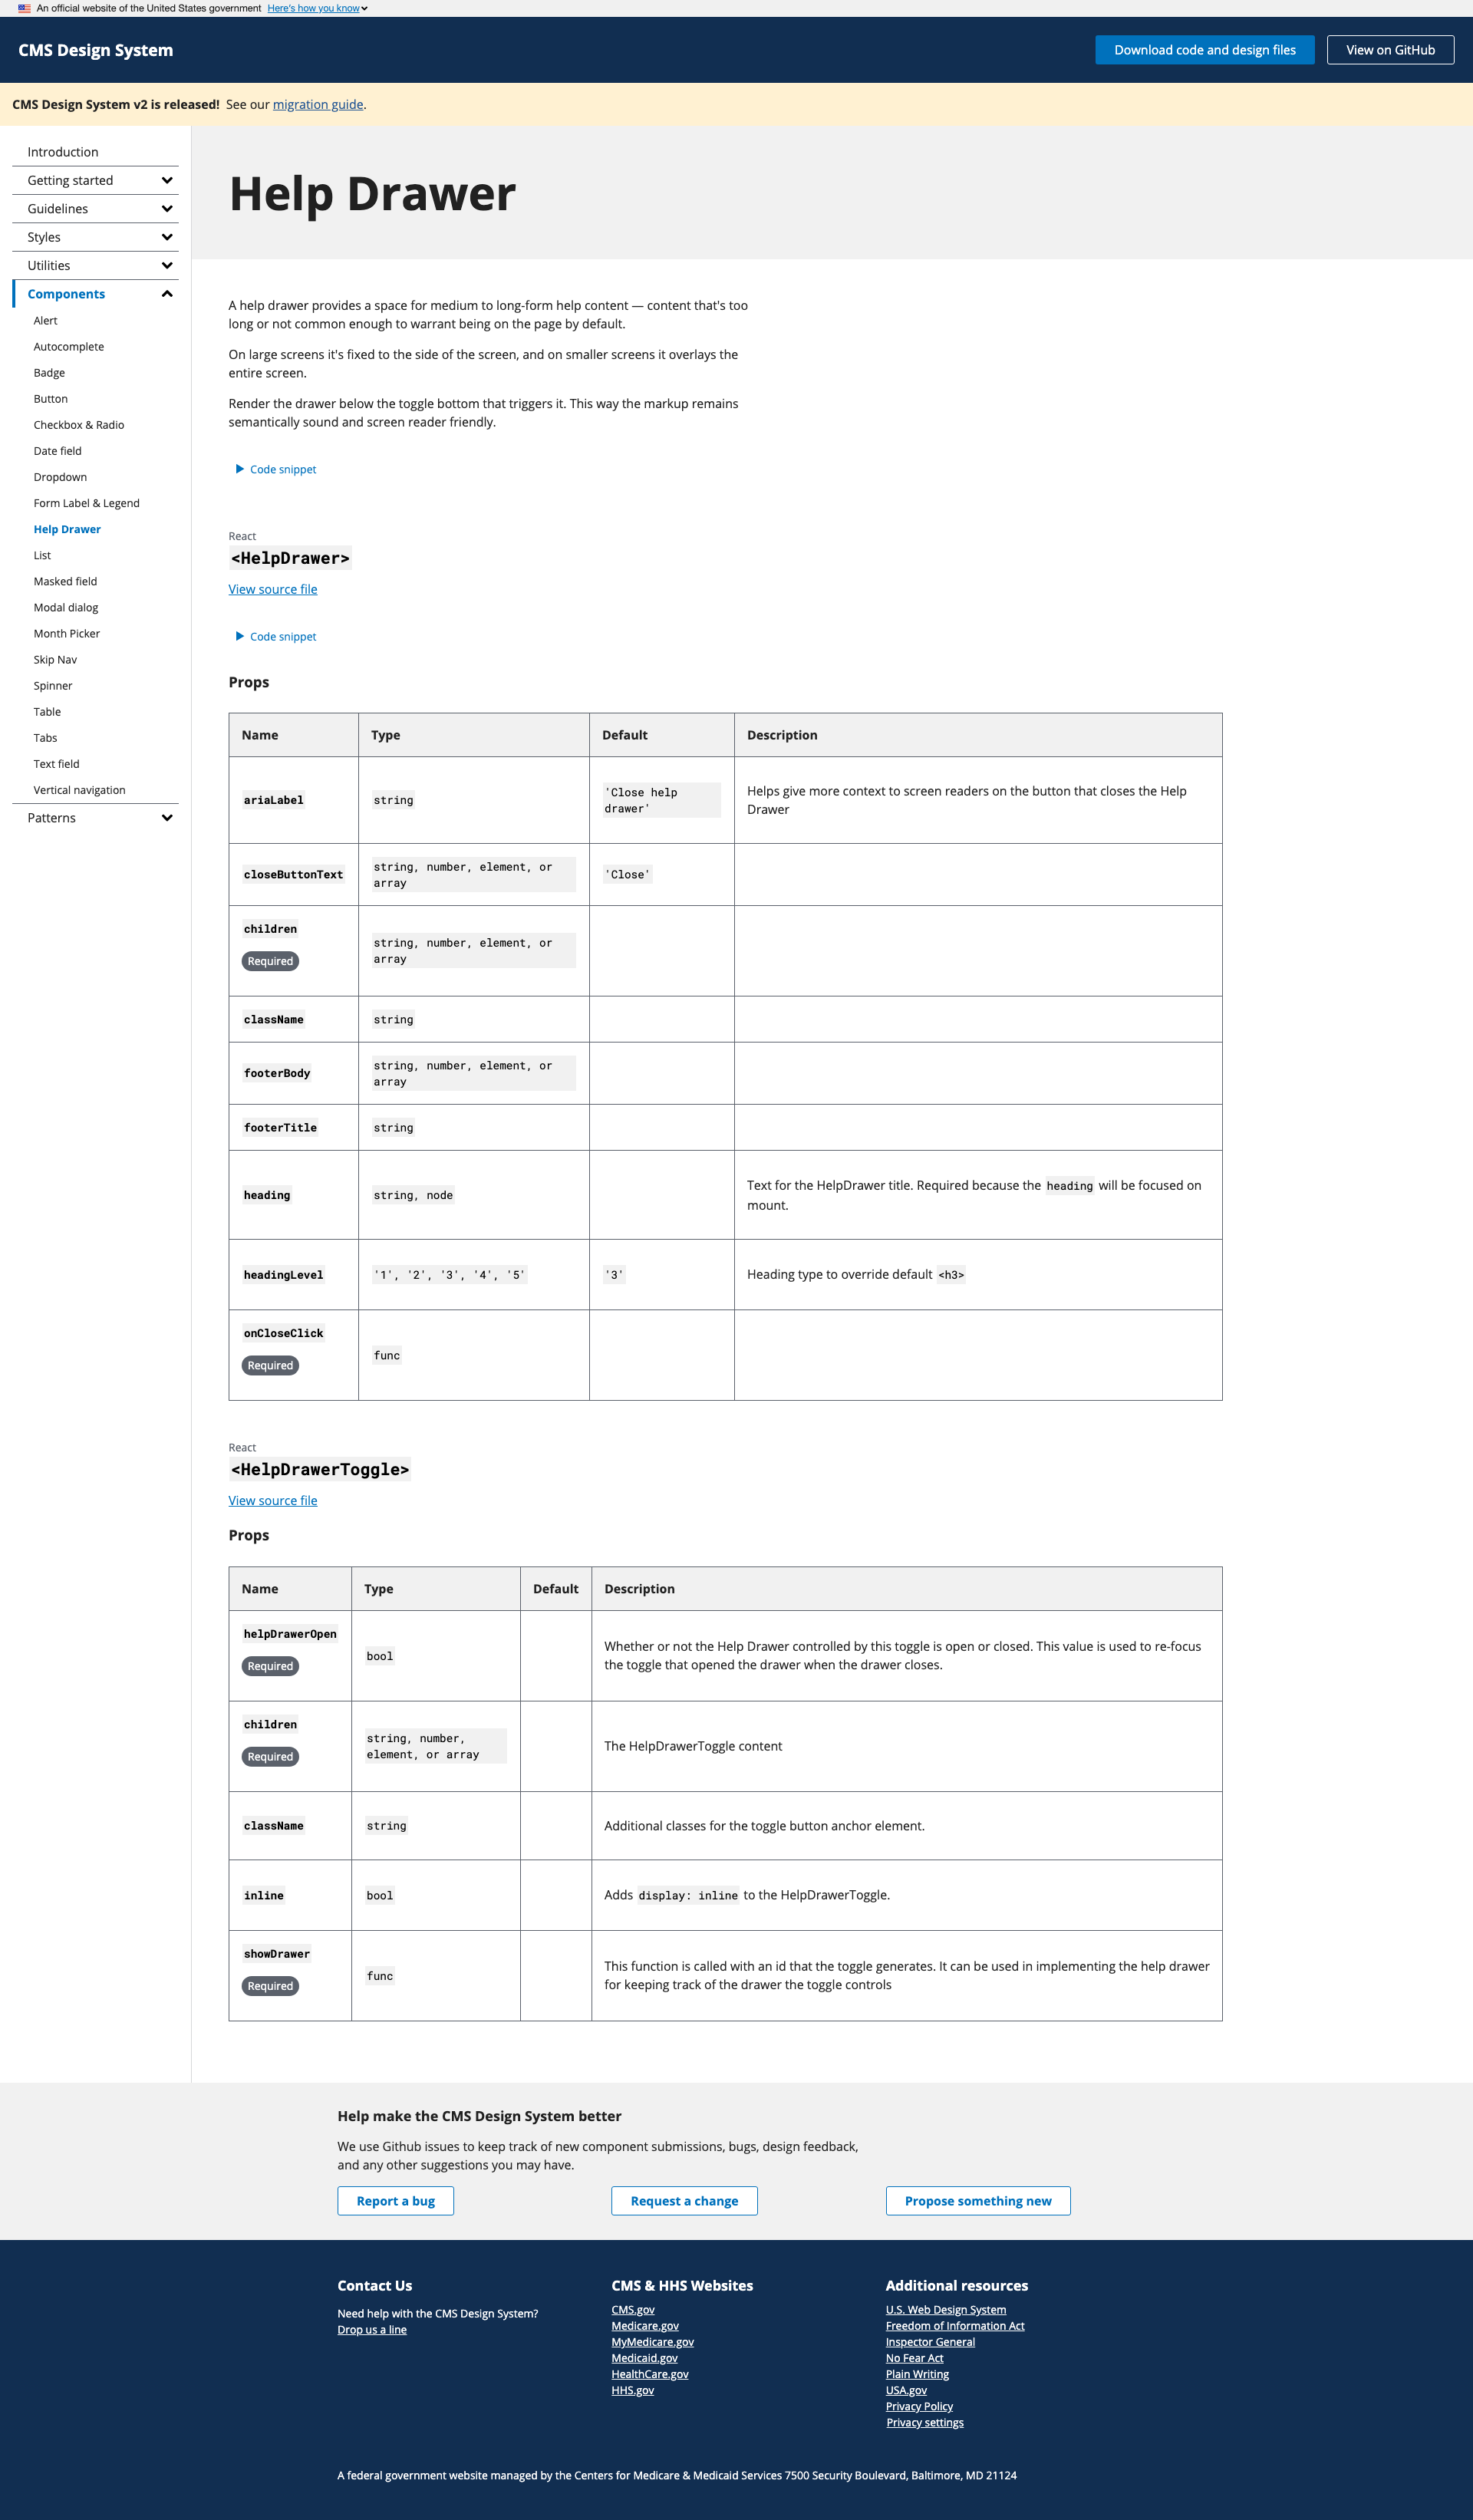 An official website of the United States government Here's how you know
CMS Design System
Download code and design files
View on GitHub
CMS Design System v2 is released! See our migration guide.
Introduction
Getting started
Guidelines
Styles
Utilities
Components
Alert
Autocomplete
Badge
Button
Checkbox & Radio
Date field
Dropdown
Form Label & Legend
Help Drawer
List
Masked field
Modal dialog
Month Picker
Skip Nav
Spinner
Table
Tabs
Text field
Vertical navigation
Patterns
Help Drawer
A help drawer provides a space for medium to long-form help content — content that's too
long or not common enough to warrant being on the page by default.
On large screens it's fixed to the side of the screen, and on smaller screens it overlays the
entire screen.
Render the drawer below the toggle bottom that triggers it. This way the markup remains
semantically sound and screen reader friendly.
Code snippet
React
<HelpDrawer>
View source file
Code snippet
Props
Name Type Default Description
ariaLabel string 'Close help
drawer' Helps give more context to screen readers on the button that closes the Help
Drawer
closeButtonText string, number, element, or
array 'Close'
children
Required string, number, element, or
array
className string
footerBody string, number, element, or
array
footerTitle string
heading string, node Text for the HelpDrawer title. Required because the heading will be focused on
mount.
headingLevel '1', '2', '3', '4', '5' '3' Heading type to override default <h3>
onCloseClick
Required func
React
<HelpDrawerToggle>
View source file
Props
Name Type Default Description
helpDrawerOpen
Required bool Whether or not the Help Drawer controlled by this toggle is open or closed. This value is used to re-focus
the toggle that opened the drawer when the drawer closes.
children
Required string, number,
element, or array The HelpDrawerToggle content
className string Additional classes for the toggle button anchor element.
inline bool Adds display: inline to the HelpDrawerToggle.
showDrawer
Required func This function is called with an id that the toggle generates. It can be used in implementing the help drawer
for keeping track of the drawer the toggle controls
Help make the CMS Design System better
We use Github issues to keep track of new component submissions, bugs, design feedback,
and any other suggestions you may have.
Report a bug
Request a change
Propose something new
Contact Us
Need help with the CMS Design System?
Drop us a line
CMS & HHS Websites
CMS.gov
Medicare.gov
MyMedicare.gov
Medicaid.gov
HealthCare.gov
HHS.gov
Additional resources
U.S. Web Design System
Freedom of Information Act
Inspector General
No Fear Act
Plain Writing
USA.gov
Privacy Policy
Privacy settings
A federal government website managed by the Centers for Medicare & Medicaid Services 7500 Security Boulevard, Baltimore, MD 21124